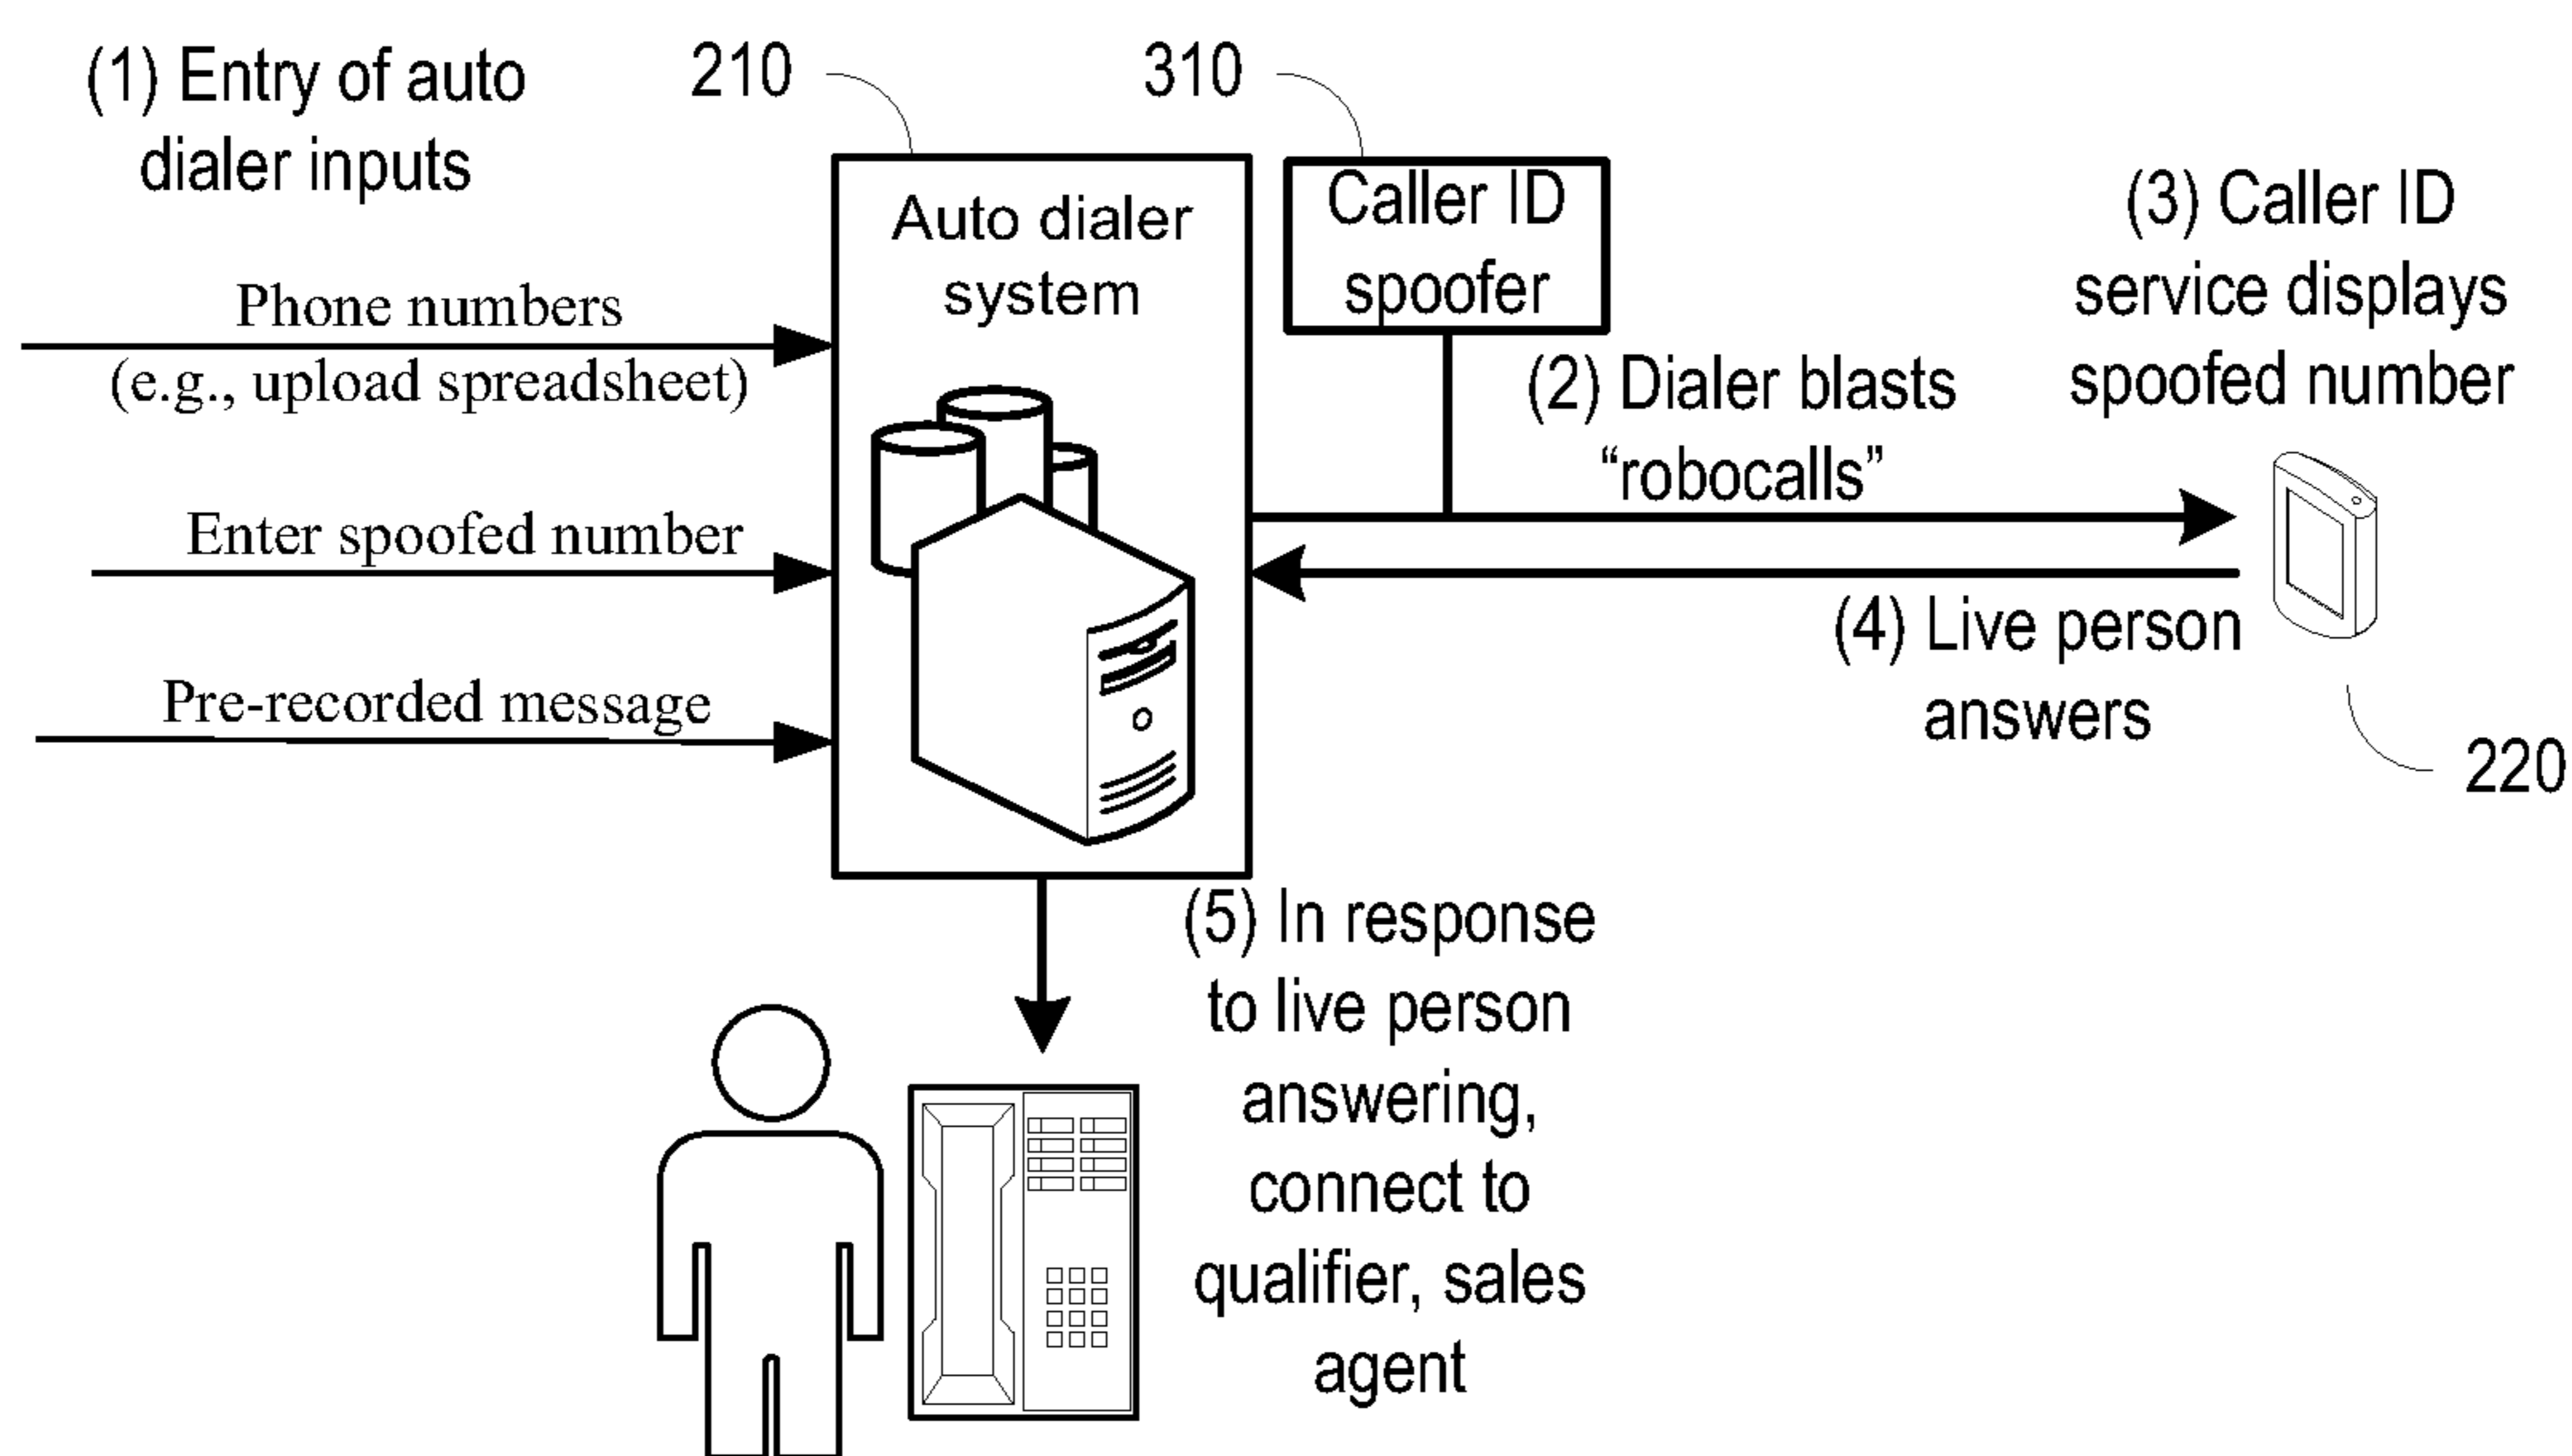 (1) Entry of auto
dialer inputs
210
310
Phone numbers
(e.g., upload spreadsheet)
Enter spoofed number
Pre-recorded message
Auto dialer
system
Caller ID
spoofer
(2) Dialer blasts
“robocalls”
(3) Caller ID
service displays
spoofed number
(4) Live person
answers
220
(5) In response
to live person
answering,
connect to
qualifier, sales
agent